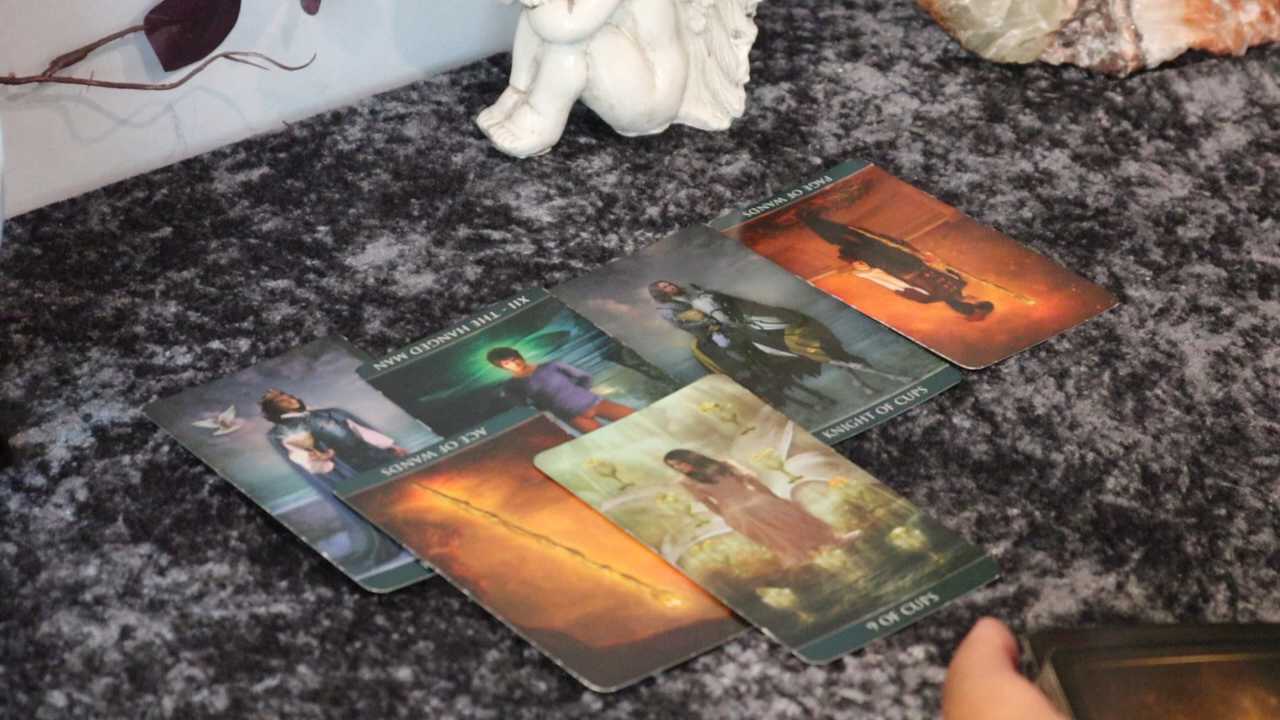 PAGE OF WANDS
XII · THE HANGED MAN
KNIGHT OF CUPS
ACE OF WANDS
9 OF CUPS